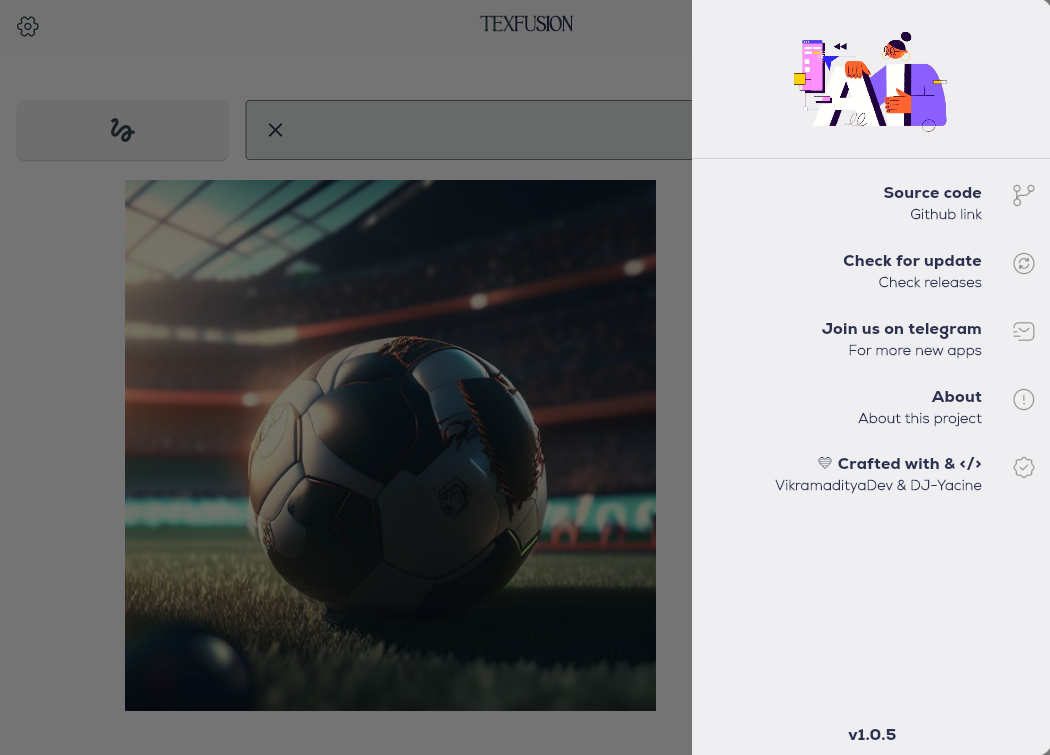 TEXFUSION
Source code
Github link
Check for update
Check releases
Join us on telegram
For more new apps
About
About this project
💜 Crafted with & </>
VikramadityaDev & DJ-Yacine
v1.0.5